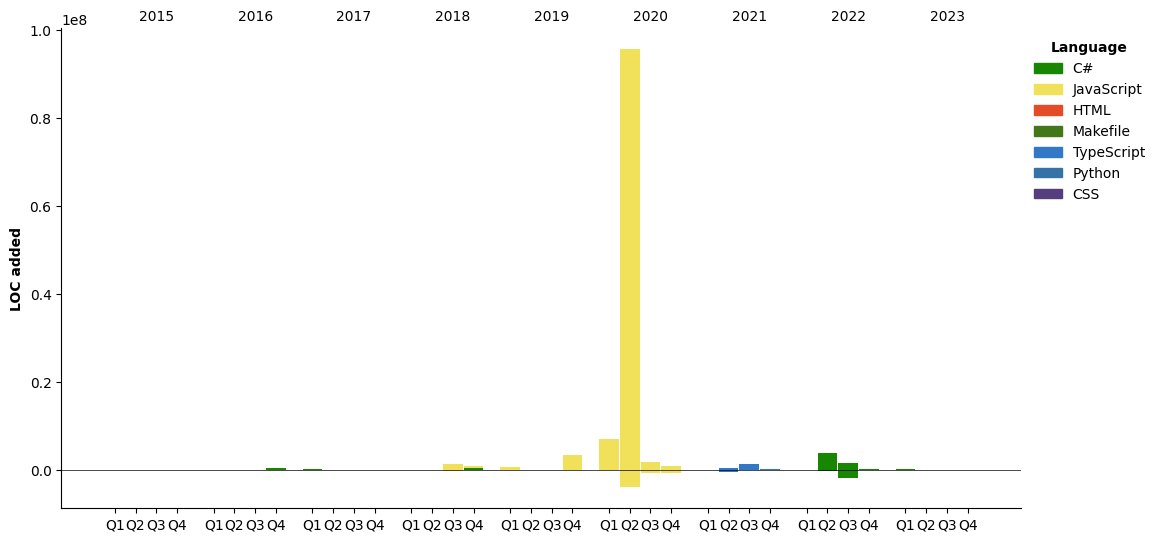 1e8
2015 2016 2017 2018 2019 2020 2021 2022 2023
1.0
0.8
0.6
0.4
0.2
0.0
LOC added
Q1 Q2 Q3 Q4 Q1 Q2 Q3 Q4 Q1 Q2 Q3 Q4 Q1 Q2 Q3 Q4 Q1 Q2 Q3 Q4 Q1 Q2 Q3 Q4 Q1 Q2 Q3 Q4 Q1 Q2 Q3 Q4 Q1 Q2 Q3 Q4
Language
C#
JavaScript
HTML
Makefile
TypeScript
Python
CSS